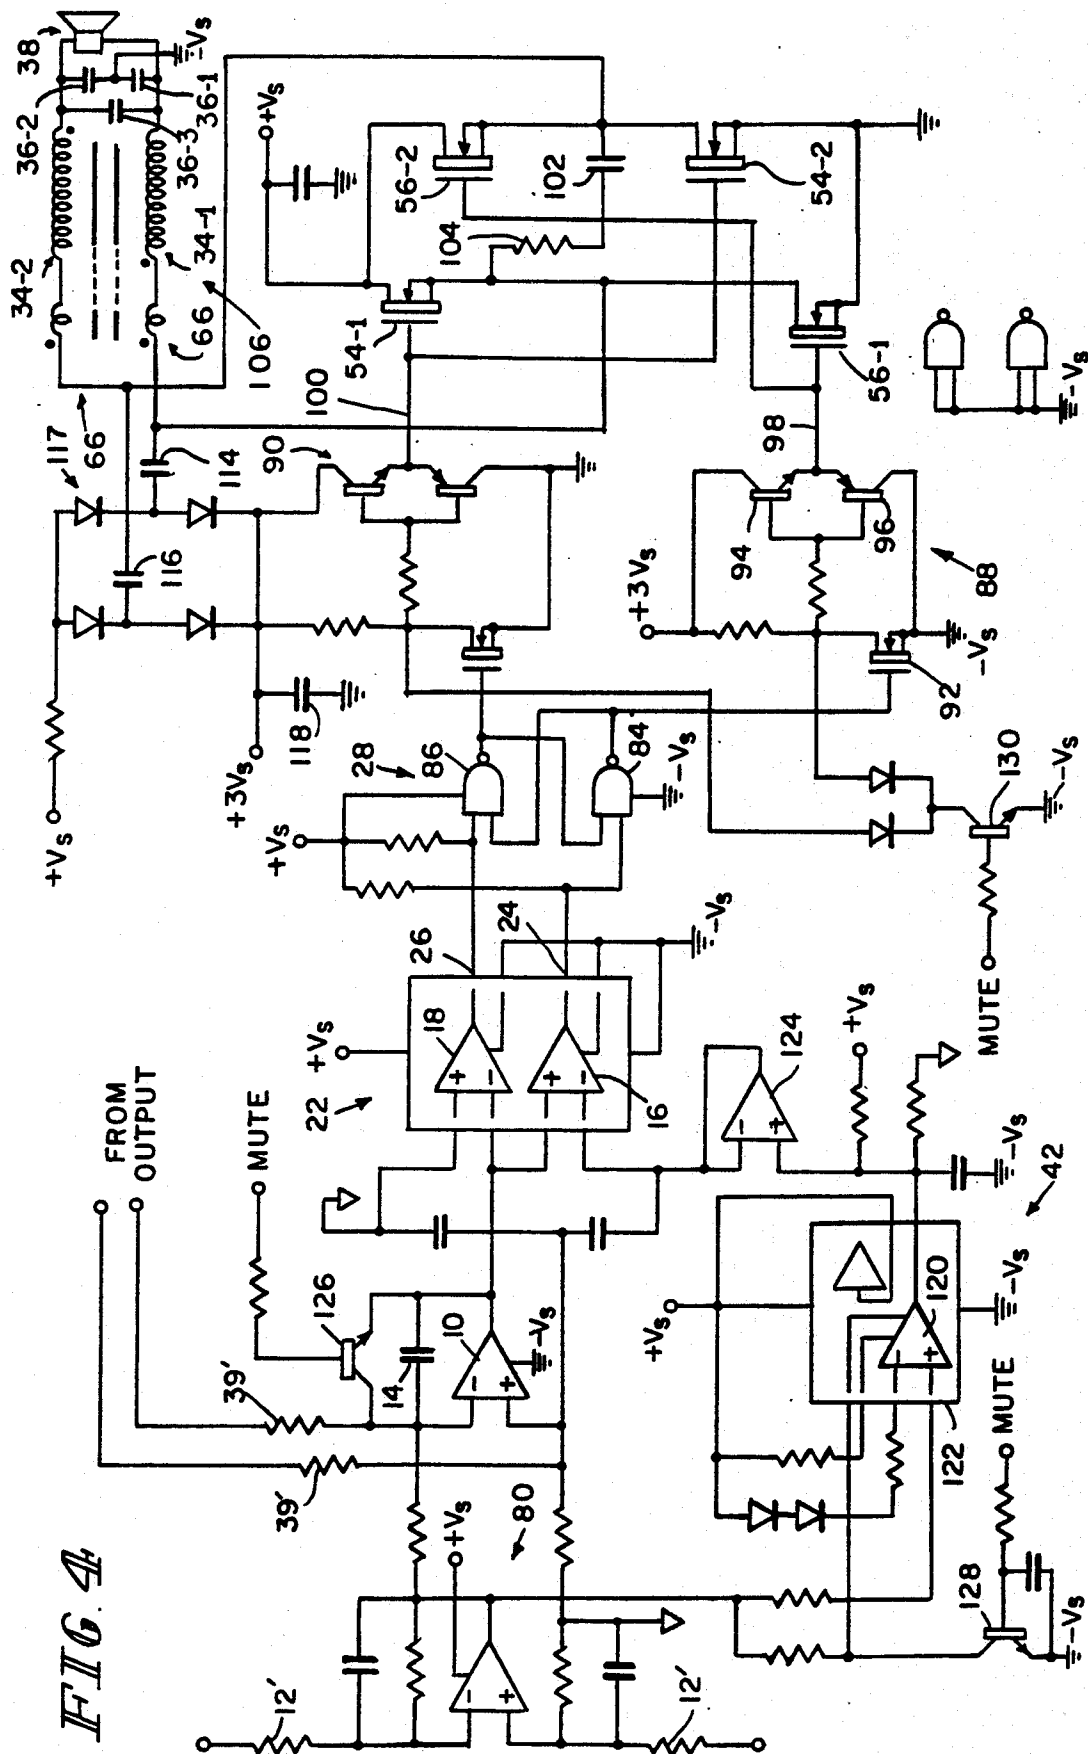 FIG. 4
12'
12'
80
+Vs
39'
39'
FROM
OUTPUT
MUTE
126
14
10
-Vs
+
-
+
-
22
+Vs
18
16
26
24
-Vs
+
-
+
-
124
-
+
+Vs
-Vs
42
+Vs
120
122
-
+
-Vs
MUTE
128
-Vs
28
86
84
+Vs
-Vs
+Vs
+3Vs
118
117
116
114
66
66
106
34-2
34-1
36-2
36-3
36-1
38
-Vs
90
100
54-1
104
102
56-2
54-2
+Vs
56-1
98
94
96
88
+3Vs
92
-Vs
130
MUTE
-Vs
-Vs